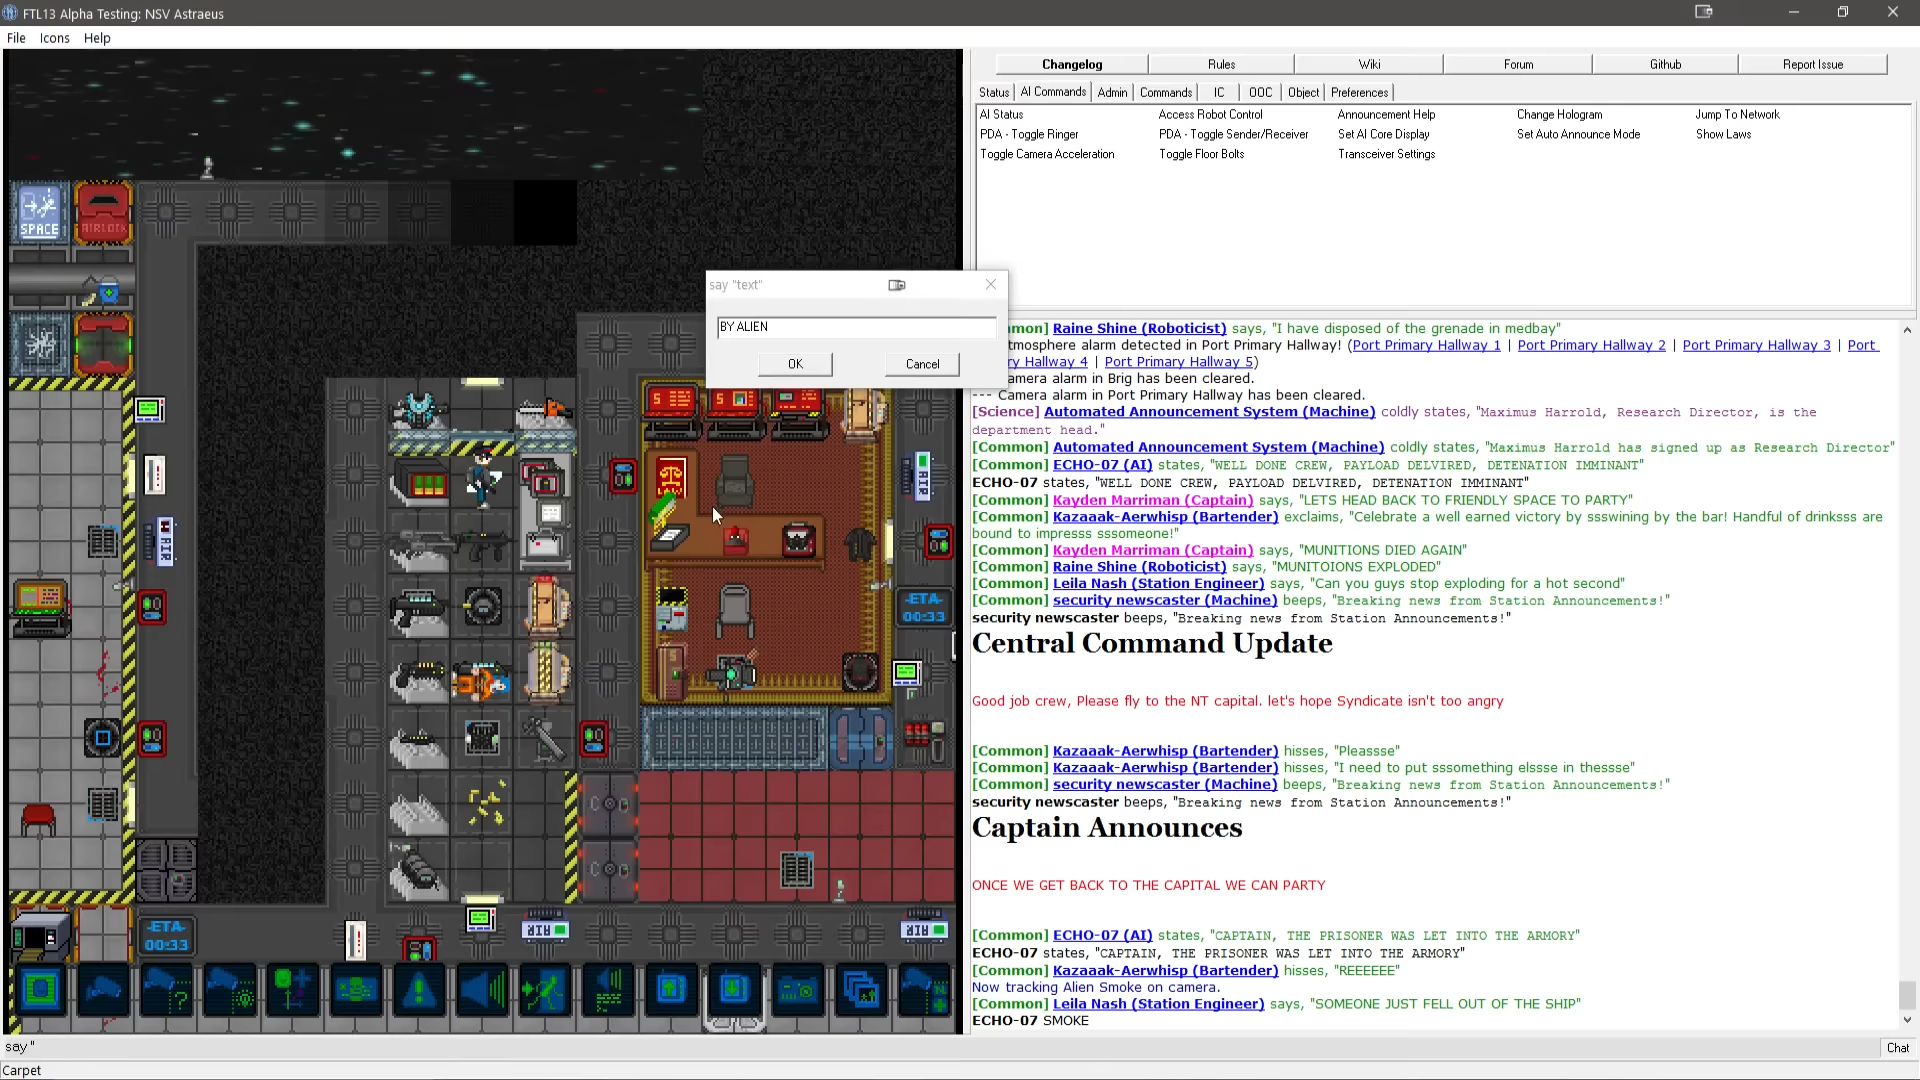 FTL13 Alpha Testing: NSV Astraeus
File Icons Help
Changelog Rules Wiki Forum Github Report Issue
Status AI Commands Admin Commands IC OOC Object Preferences
AI Status Access Robot Control Announcement Help Change Hologram Jump To Network
PDA - Toggle Ringer PDA - Toggle Sender/Receiver Set AI Core Display Set Auto Announce Mode Show Laws
Toggle Camera Acceleration Toggle Floor Bolts Transceiver Settings
SPACE
AIRLOCK
say "text"
BY ALIEN
OK Cancel
mmon] Raine Shine (Roboticist) says, "I have disposed of the grenade in medbay"
tmosphere alarm detected in Port Primary Hallway! (Port Primary Hallway 1 | Port Primary Hallway 2 | Port Primary Hallway 3 | Port
ry Hallway 4 | Port Primary Hallway 5)
amera alarm in Brig has been cleared.
--- Camera alarm in Port Primary Hallway has been cleared.
[Science] Automated Announcement System (Machine) coldly states, "Maximus Harrold, Research Director, is the
department head."
[Common] Automated Announcement System (Machine) coldly states, "Maximus Harrold has signed up as Research Director"
[Common] ECHO-07 (AI) states, "WELL DONE CREW, PAYLOAD DELVIRED, DETENATION IMMINANT"
ECHO-07 states, "WELL DONE CREW, PAYLOAD DELVIRED, DETENATION IMMINANT"
[Common] Kayden Marriman (Captain) says, "LETS HEAD BACK TO FRIENDLY SPACE TO PARTY"
[Common] Kazaaak-Aerwhisp (Bartender) exclaims, "Celebrate a well earned victory by ssswining by the bar! Handful of drinksss are
bound to impresss sssomeone!"
[Common] Kayden Marriman (Captain) says, "MUNITIONS DIED AGAIN"
[Common] Raine Shine (Roboticist) says, "MUNITOIONS EXPLODED"
[Common] Leila Nash (Station Engineer) says, "Can you guys stop exploding for a hot second"
[Common] security newscaster (Machine) beeps, "Breaking news from Station Announcements!"
security newscaster beeps, "Breaking news from Station Announcements!"
Central Command Update
Good job crew, Please fly to the NT capital. let's hope Syndicate isn't too angry
[Common] Kazaaak-Aerwhisp (Bartender) hisses, "Pleassse"
[Common] Kazaaak-Aerwhisp (Bartender) hisses, "I need to put sssomething elssse in thessse"
[Common] security newscaster (Machine) beeps, "Breaking news from Station Announcements!"
security newscaster beeps, "Breaking news from Station Announcements!"
Captain Announces
ONCE WE GET BACK TO THE CAPITAL WE CAN PARTY
[Common] ECHO-07 (AI) states, "CAPTAIN, THE PRISONER WAS LET INTO THE ARMORY"
ECHO-07 states, "CAPTAIN, THE PRISONER WAS LET INTO THE ARMORY"
[Common] Kazaaak-Aerwhisp (Bartender) hisses, "REEEEEE"
Now tracking Alien Smoke on camera.
[Common] Leila Nash (Station Engineer) says, "SOMEONE JUST FELL OUT OF THE SHIP"
ECHO-07 SMOKE
AIR
AIR
-ETA-
00:33
-ETA-
00:33
AIR
AIR
say "
Chat
Carpet